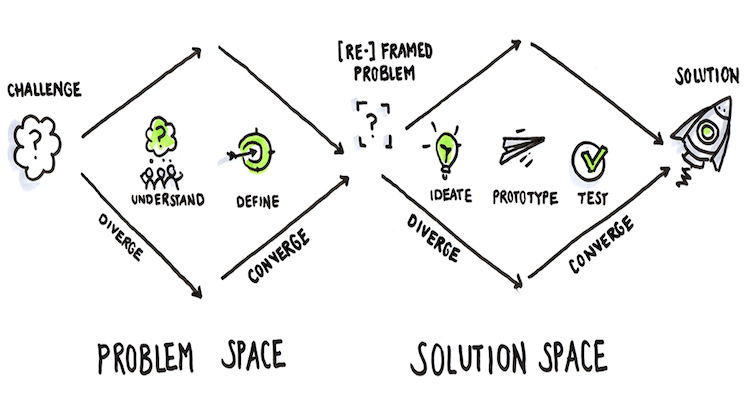 CHALLENGE
?
?
UNDERSTAND
DEFINE
DIVERGE
CONVERGE
[RE-] FRAMED
PROBLEM
?
IDEATE
PROTOTYPE
TEST
DIVERGE
CONVERGE
SOLUTION
PROBLEM SPACE
SOLUTION SPACE